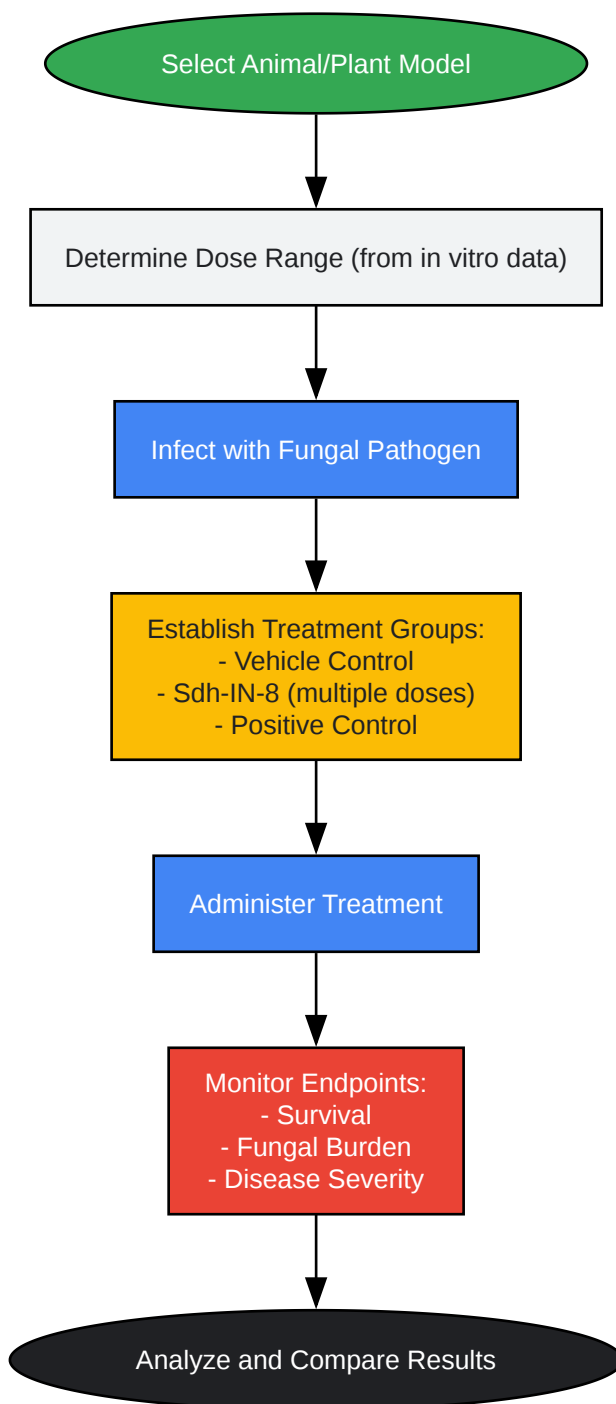 Select Animal/Plant Model
Determine Dose Range (from in vitro data)
Infect with Fungal Pathogen
Establish Treatment Groups:
- Vehicle Control
- Sdh-IN-8 (multiple doses)
- Positive Control
Administer Treatment
Monitor Endpoints:
- Survival
- Fungal Burden
- Disease Severity
Analyze and Compare Results